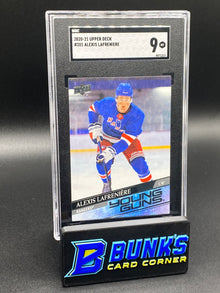 2020-21 UPPER DECK
#201 ALEXIS LAFRENIERE
9
ALEXIS LAFRENIÈRE
YOUNG
GUNS
BUNK'S
CARD CORNER